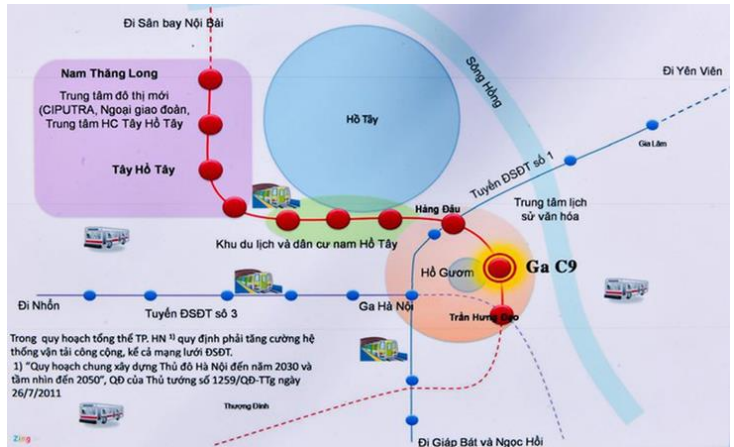 Đi Sân bay Nội Bài
Sông Hồng
Nam Thăng Long
Trung tâm đô thị mới
(CIPUTRA, Ngoại giao đoàn,
Trung tâm HC Tây Hồ Tây
Tây Hồ Tây
Hồ Tây
Đi Yên Viên
Gia Lâm
Tuyến ĐSĐT số 1
Trung tâm lịch
sử văn hóa
Hàng Đậu
Khu du lịch và dân cư nam Hồ Tây
Hồ Gươm
Ga C9
Đi Nhổn
Tuyến ĐSĐT số 3
Ga Hà Nội
Trần Hưng Đạo
Trong quy hoạch tổng thể TP. HN 1) quy định phải tăng cường hệ
thống vận tải công cộng, kể cả mạng lưới ĐSĐT.
1) "Quy hoạch chung xây dựng Thủ đô Hà Nội đến năm 2030 và
tầm nhìn đến 2050", QĐ của Thủ tướng số 1259/QĐ-TTg ngày
26/7/2011
Thượng Đình
Đi Giáp Bát và Ngọc Hồi
Zing